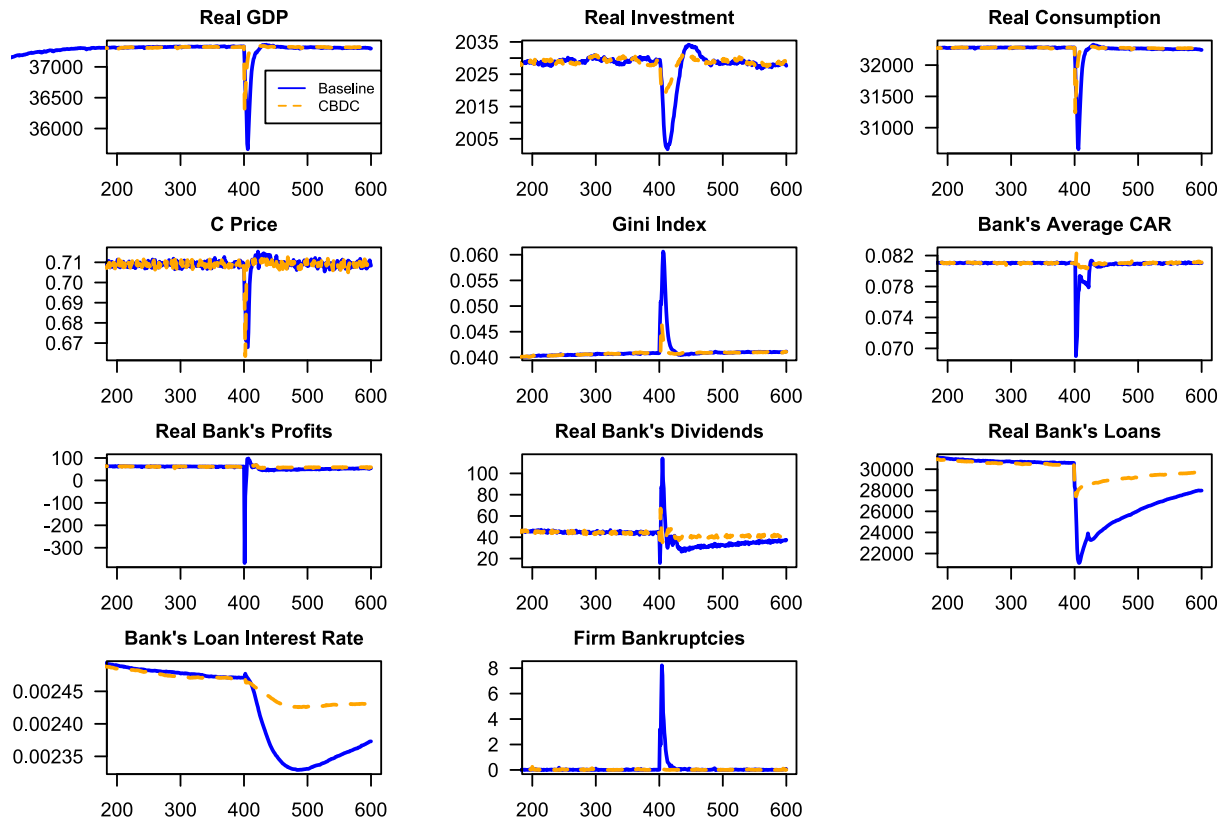 Real GDP
37000
36500
36000
Baseline
CBDC
200 300 400 500 600
Real Investment
2035
2025
2015
2005
200 300 400 500 600
Real Consumption
32000
31000
200 300 400 500 600
C Price
0.71
0.70
0.69
0.68
0.67
200 300 400 500 600
Gini Index
0.060
0.055
0.050
0.045
0.040
200 300 400 500 600
Bank's Average CAR
0.082
0.078
0.074
0.070
200 300 400 500 600
Real Bank's Profits
100
0
-100
-200
-300
200 300 400 500 600
Real Bank's Dividends
100
80
60
40
20
200 300 400 500 600
Real Bank's Loans
30000
28000
26000
24000
22000
200 300 400 500 600
Bank's Loan Interest Rate
0.00245
0.00240
0.00235
200 300 400 500 600
Firm Bankruptcies
8
6
4
2
0
200 300 400 500 600